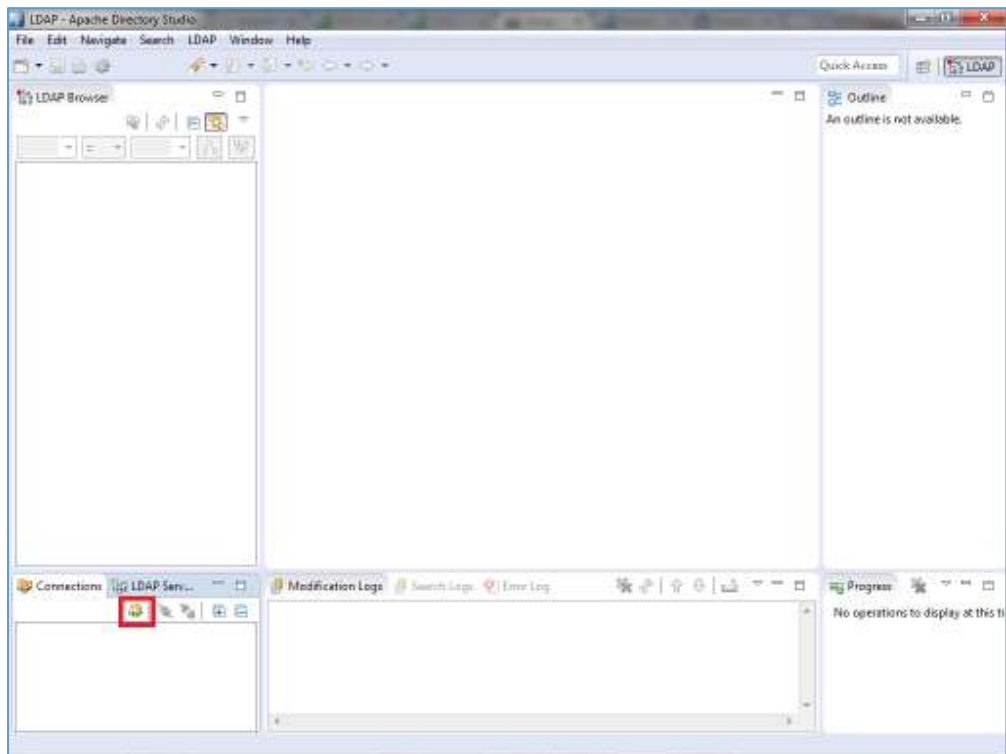 LDAP - Apache Directory Studio
File Edit Navigate Search LDAP Window Help
Quick Access
LDAP
LDAP Browser
=
Outline
An outline is not available.
Connections LDAP Serv...
Modification Logs Search Logs Error Log
Progress
No operations to display at this ti